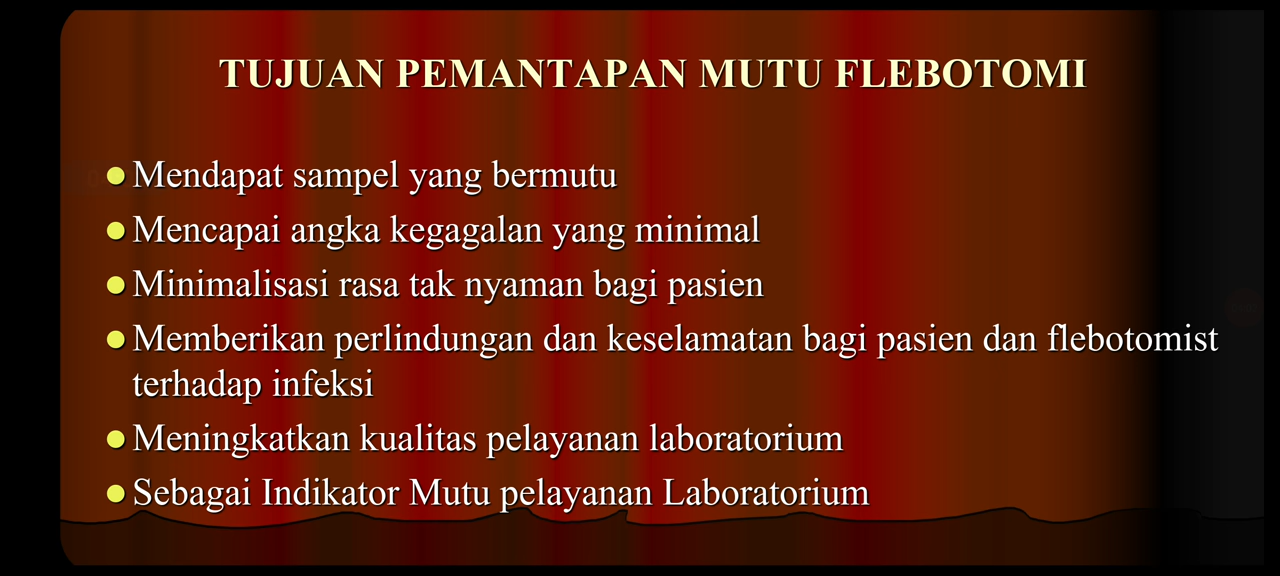 TUJUAN PEMANTAPAN MUTU FLEBOTOMI
Mendapat sampel yang bermutu
Mencapai angka kegagalan yang minimal
Minimalisasi rasa tak nyaman bagi pasien
Memberikan perlindungan dan keselamatan bagi pasien dan flebotomist
terhadap infeksi
Meningkatkan kualitas pelayanan laboratorium
Sebagai Indikator Mutu pelayanan Laboratorium